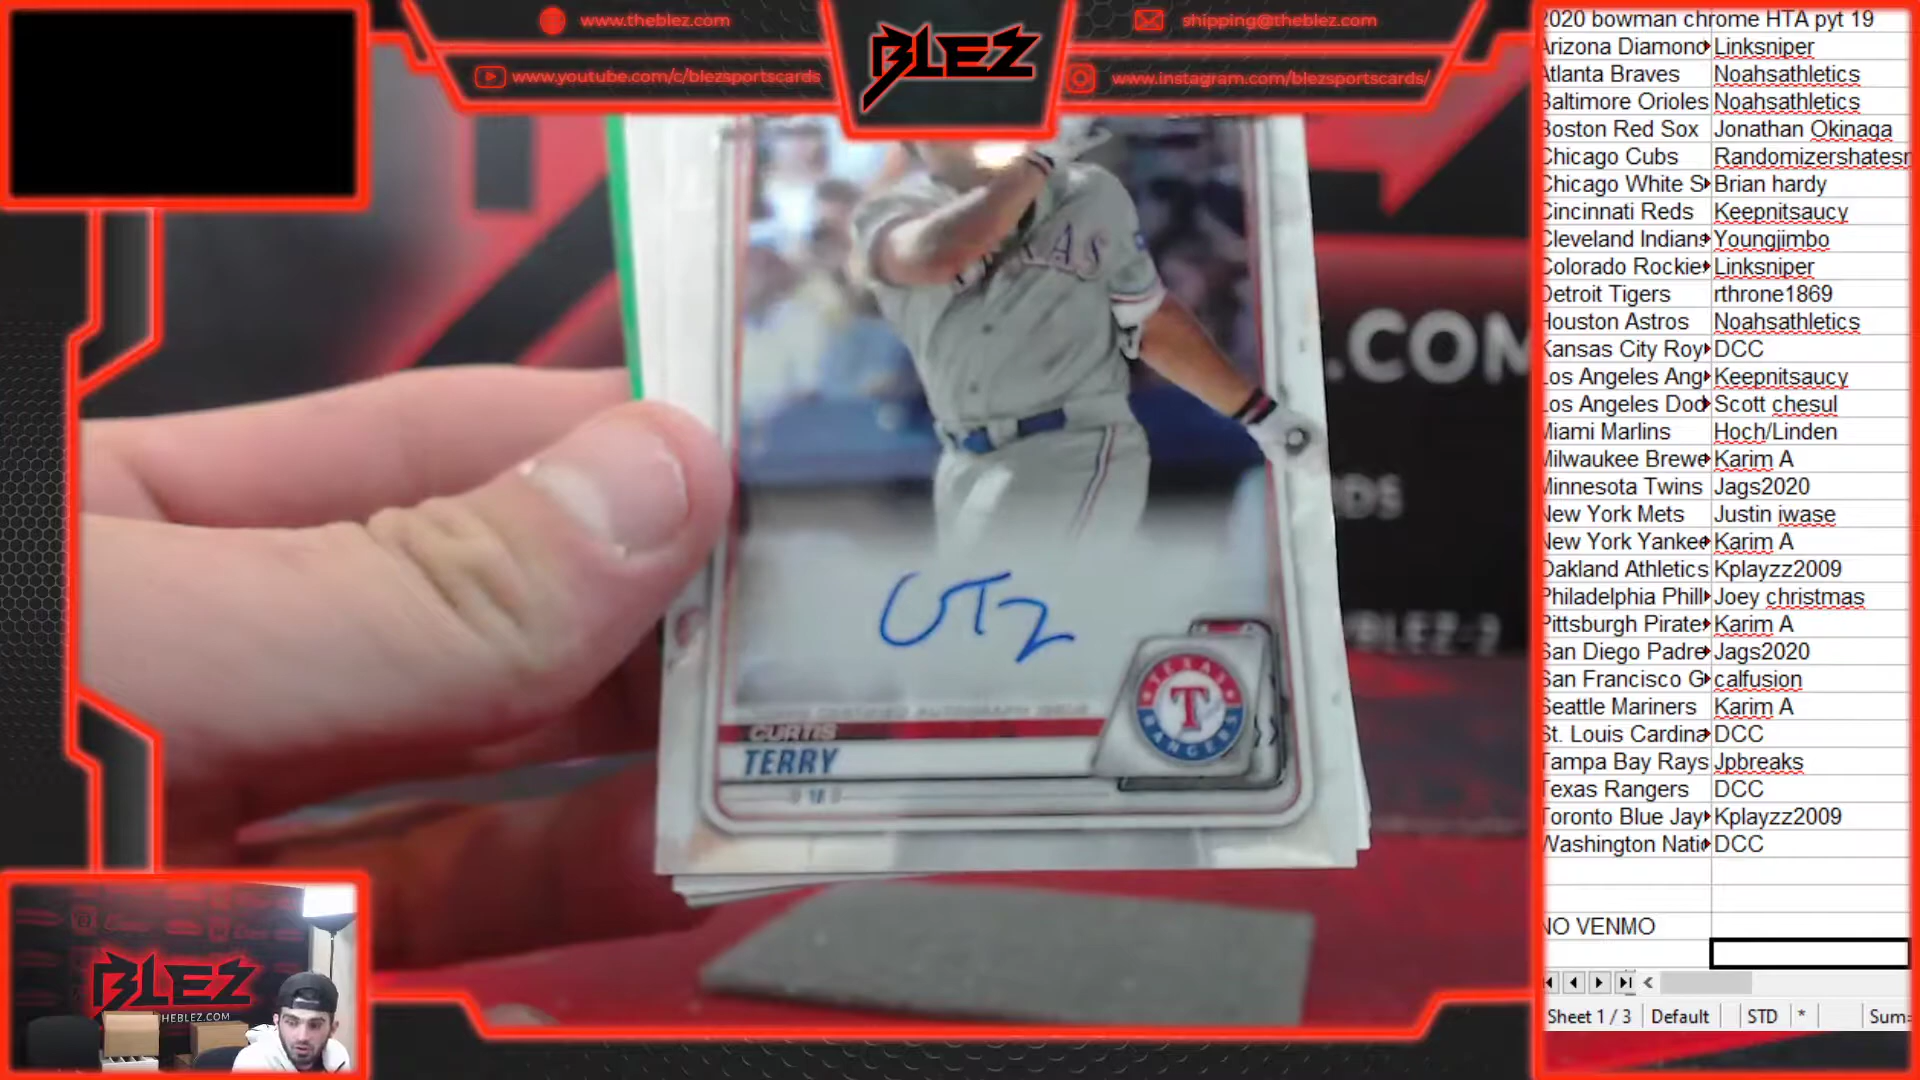 www.theblez.com
www.youtube.com/c/blezsportscards
BLEZ
shipping@theblez.com
www.instagram.com/blezsportscards/
TEXAS
.COM
CURTIS
TERRY
1B
TEXAS
T
RANGERS
BLEZ
THEBLEZ.COM
2020 bowman chrome HTA pyt 19
Arizona Diamond Linksniper
Atlanta Braves Noahsathletics
Baltimore Orioles Noahsathletics
Boston Red Sox Jonathan Okinaga
Chicago Cubs Randomizershatesr
Chicago White S Brian hardy
Cincinnati Reds Keepnitsaucy
Cleveland Indians Youngjimbo
Colorado Rockie Linksniper
Detroit Tigers rthrone1869
Houston Astros Noahsathletics
Kansas City Roy DCC
Los Angeles Ang Keepnitsaucy
Los Angeles Dod Scott chesul
Miami Marlins Hoch/Linden
Milwaukee Brewe Karim A
Minnesota Twins Jags2020
New York Mets Justin iwase
New York Yankee Karim A
Oakland Athletics Kplayzz2009
Philadelphia Phill Joey christmas
Pittsburgh Pirate Karim A
San Diego Padre Jags2020
San Francisco G calfusion
Seattle Mariners Karim A
St. Louis Cardina DCC
Tampa Bay Rays Jpbreaks
Texas Rangers DCC
Toronto Blue Jay Kplayzz2009
Washington Natio DCC
NO VENMO
Sheet 1 / 3 Default STD * Sum=